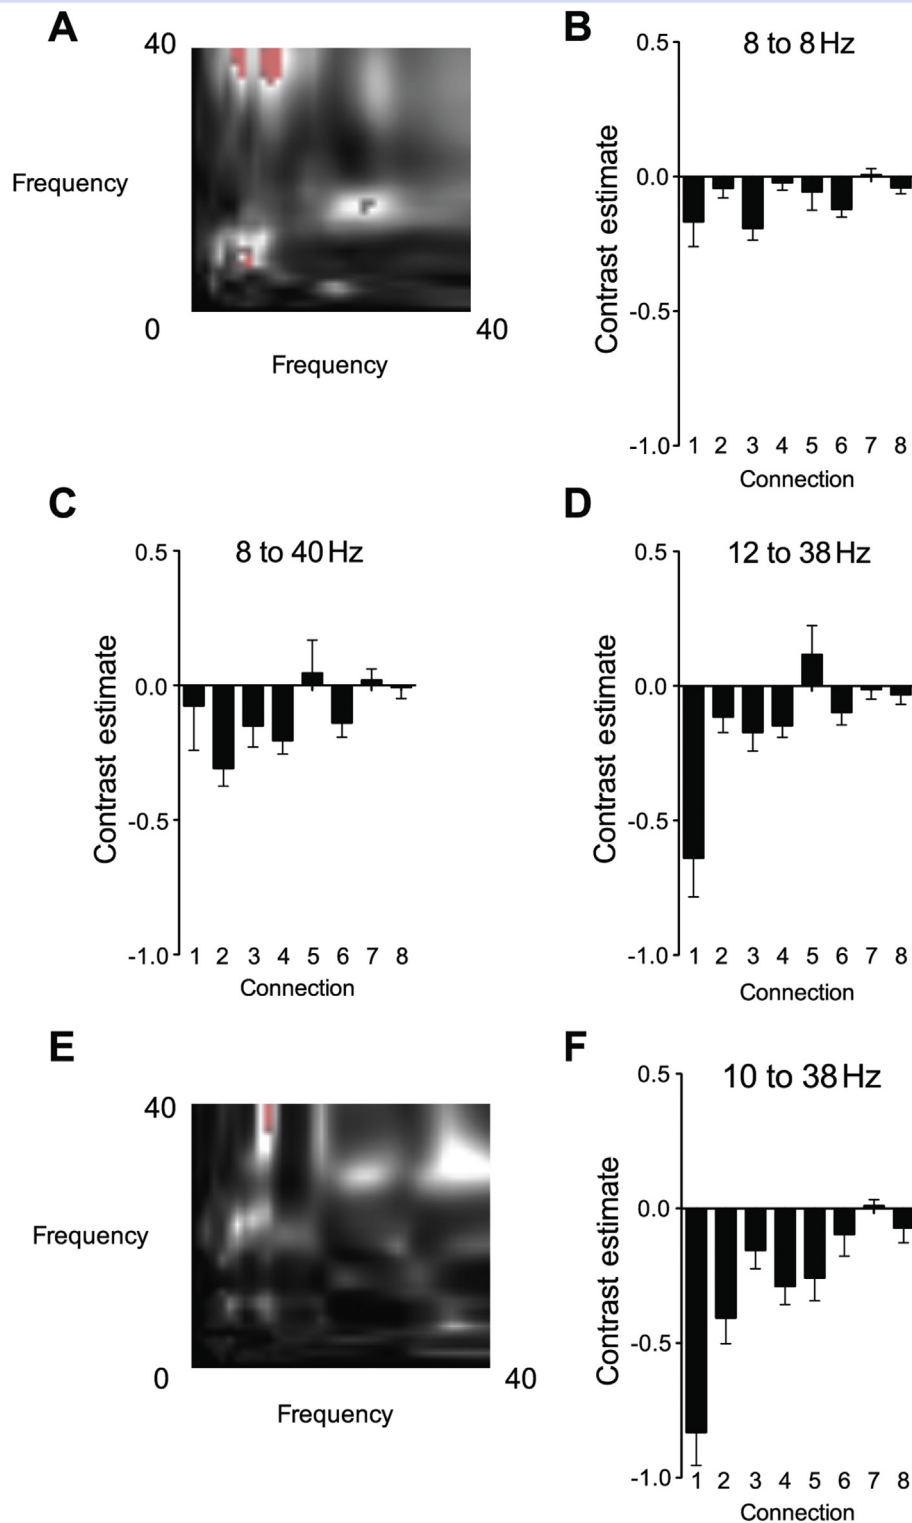 A
40
Frequency
0
40
Frequency
B
8 to 8 Hz
0.5
0.0
-0.5
-1.0
Contrast estimate
1 2 3 4 5 6 7 8
Connection
C
8 to 40 Hz
0.5
0.0
-0.5
-1.0
Contrast estimate
1 2 3 4 5 6 7 8
Connection
D
12 to 38 Hz
0.5
0.0
-0.5
-1.0
Contrast estimate
1 2 3 4 5 6 7 8
Connection
E
40
Frequency
0
40
Frequency
F
10 to 38 Hz
0.5
0.0
-0.5
-1.0
Contrast estimate
1 2 3 4 5 6 7 8
Connection